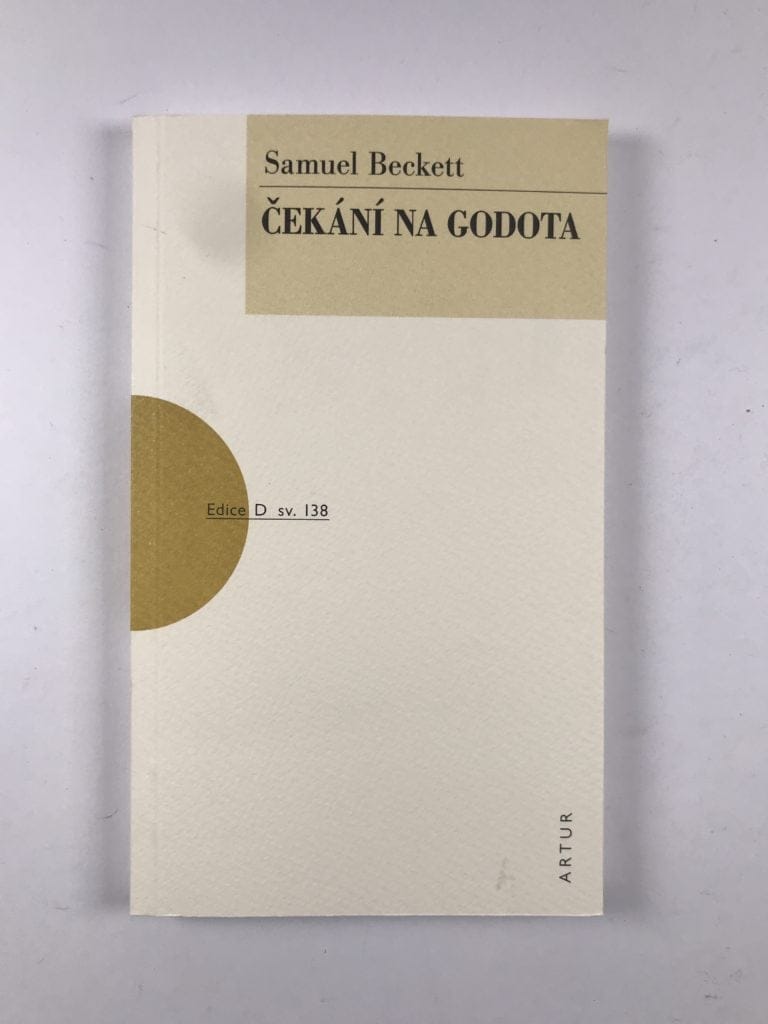 Samuel Beckett
ČEKÁNÍ NA GODOTA
Edice D sv. 138
ARTUR